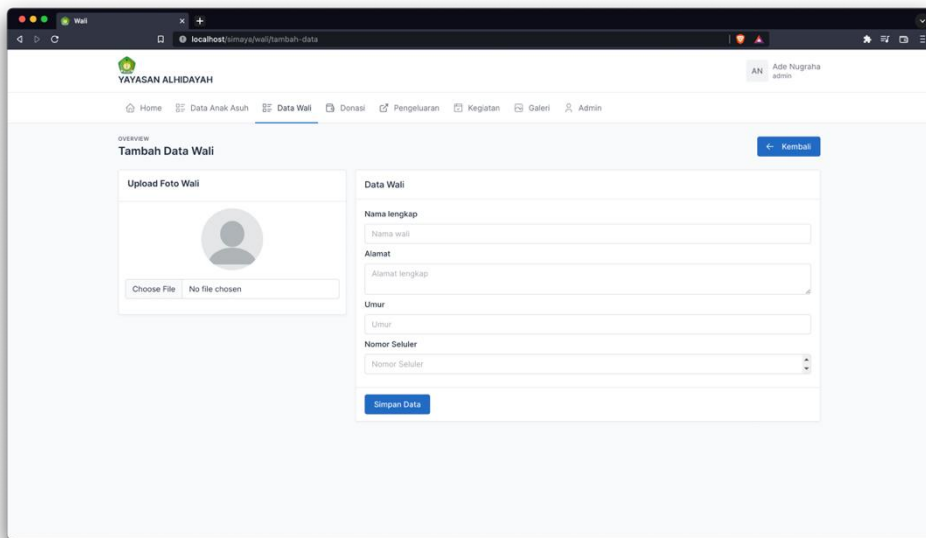 Wali
localhost/simaya/wali/tambah-data
YAYASAN ALHIDAYAH
AN
Ade Nugraha
admin
Home
Data Anak Asuh
Data Wali
Donasi
Pengeluaran
Kegiatan
Galeri
Admin
OVERVIEW
Tambah Data Wali
Kembali
Upload Foto Wali
Choose File No file chosen
Data Wali
Nama lengkap
Nama wali
Alamat
Alamat lengkap
Umur
Umur
Nomor Seluler
Nomor Seluler
Simpan Data